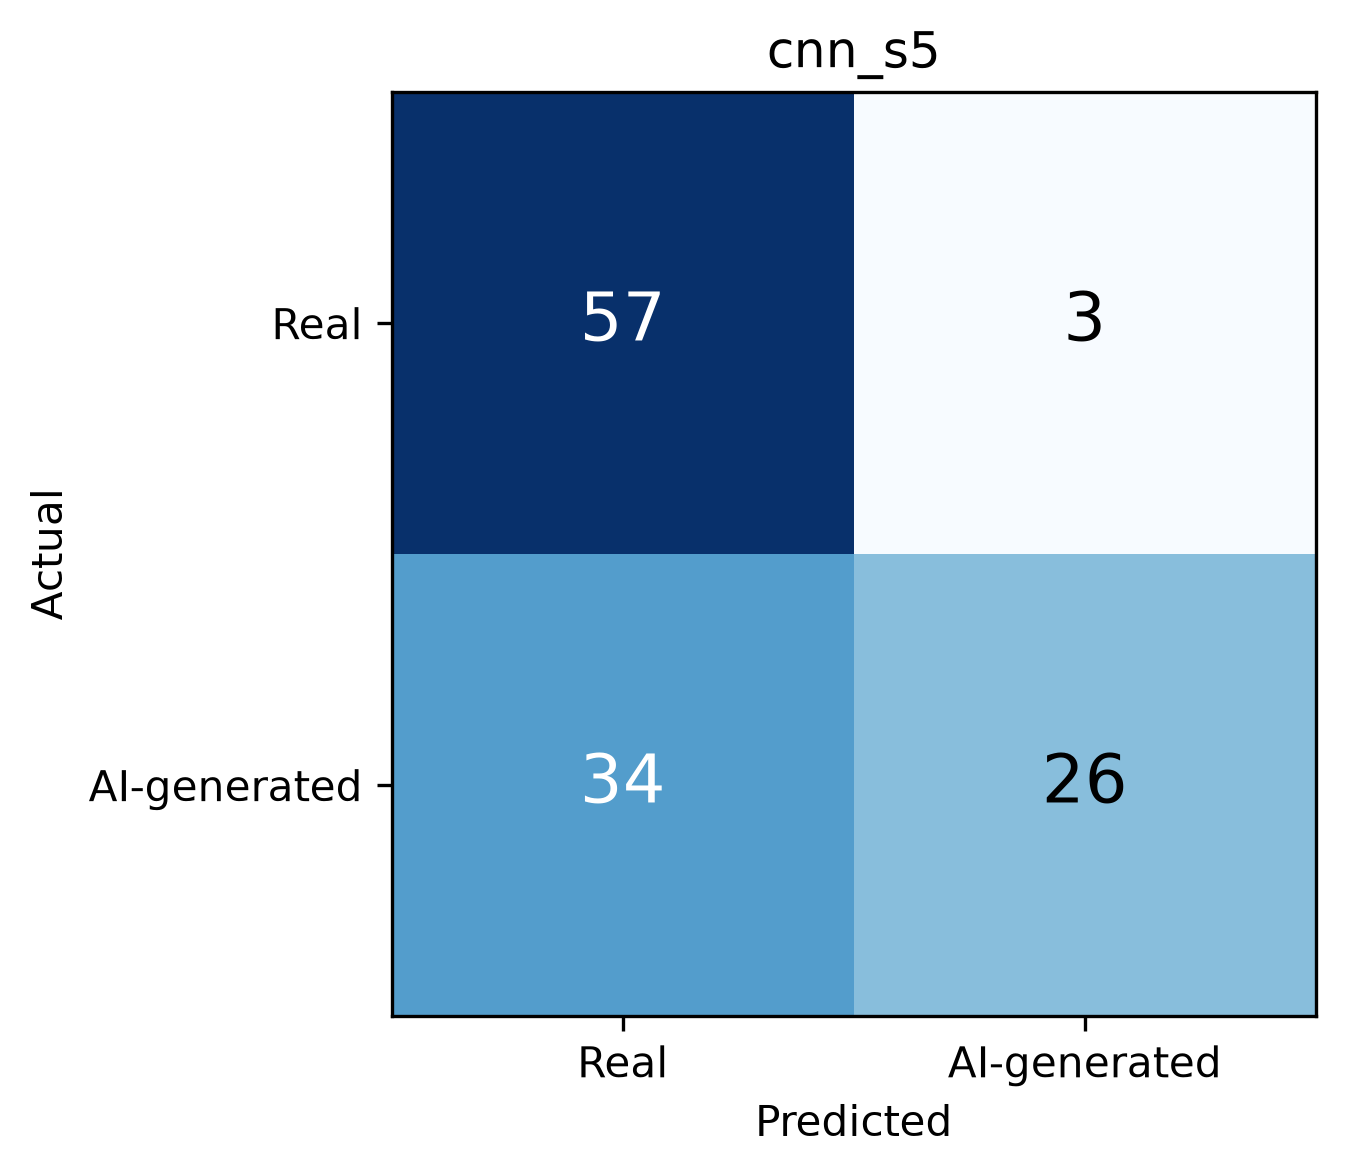 cnn_s5
Real
57
3
Actual
AI-generated
34
26
Real
AI-generated
Predicted